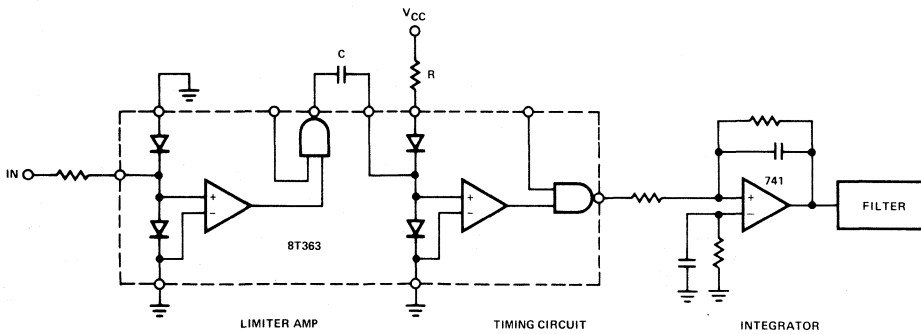 VCC
C
R
IN
+
−
8T363
+
−
741
+
−
FILTER
LIMITER AMP
TIMING CIRCUIT
INTEGRATOR